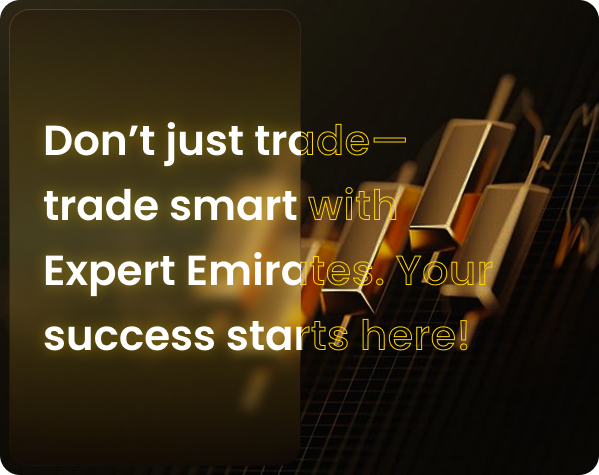 Don’t just trade—
trade smart with
Expert Emirates. Your
success starts here!